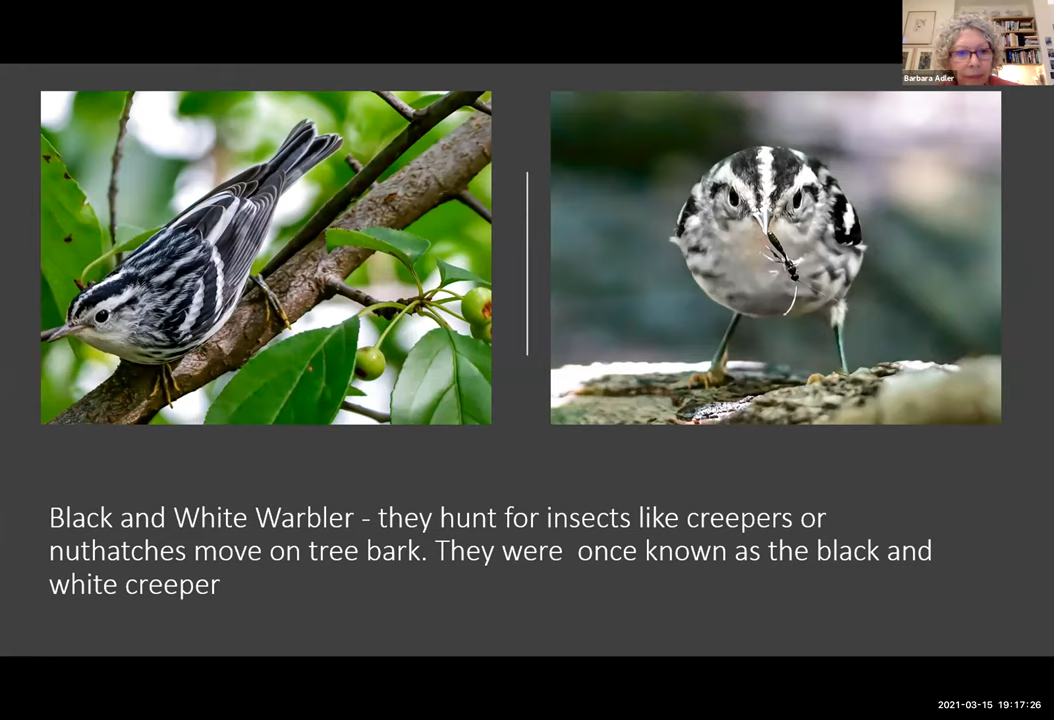 Barbara Adler
Black and White Warbler - they hunt for insects like creepers or
nuthatches move on tree bark. They were  once known as the black and
white creeper
2021-03-15 19:17:26